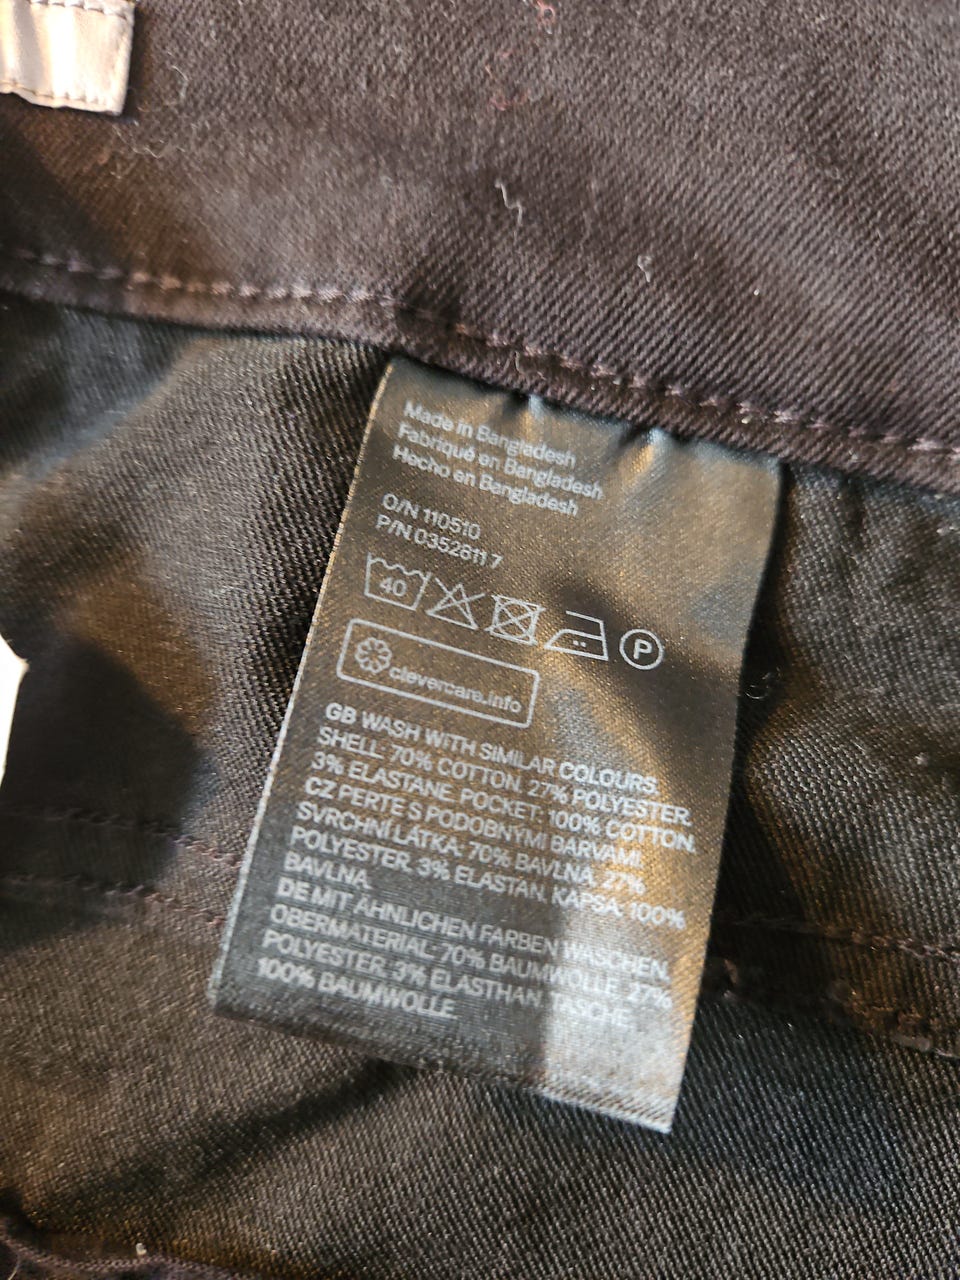 Made in Bangladesh
Fabriqué en Bangladesh
Hecho en Bangladesh
O/N 110510
P/N 0352611 7
40 P
clevercare.info
GB WASH WITH SIMILAR COLOURS.
SHELL: 70% COTTON. 27% POLYESTER.
3% ELASTANE. POCKET: 100% COTTON.
CZ PERTE S PODOBNÝMI BARVAMI.
SVRCHNÍ LÁTKA: 70% BAVLNA. 27%
POLYESTER. 3% ELASTAN. KAPSA: 100%
BAVLNA.
DE MIT ÄHNLICHEN FARBEN WASCHEN.
OBERMATERIAL: 70% BAUMWOLLE. 27%
POLYESTER. 3% ELASTHAN. TASCHE:
100% BAUMWOLLE.